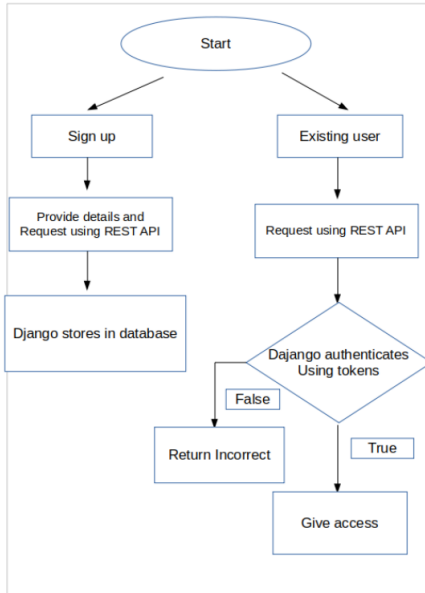 Start
Sign up
Existing user
Provide details and
Request using REST API
Request using REST API
Django stores in database
Dajango authenticates
Using tokens
False
True
Return Incorrect
Give access